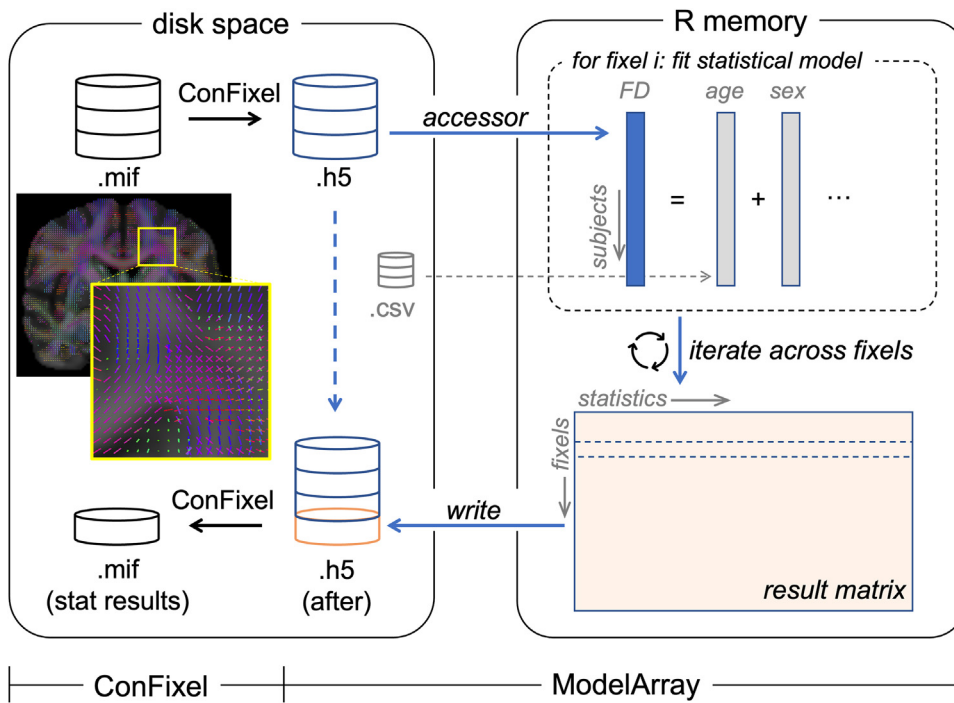 disk space
R memory
for fixel i: fit statistical model
ConFixel
FD
age
sex
accessor
.mif
.h5
subjects
=
+
...
.csv
iterate across fixels
statistics
fixels
ConFixel
write
.mif
(stat results)
.h5
(after)
result matrix
ConFixel
ModelArray